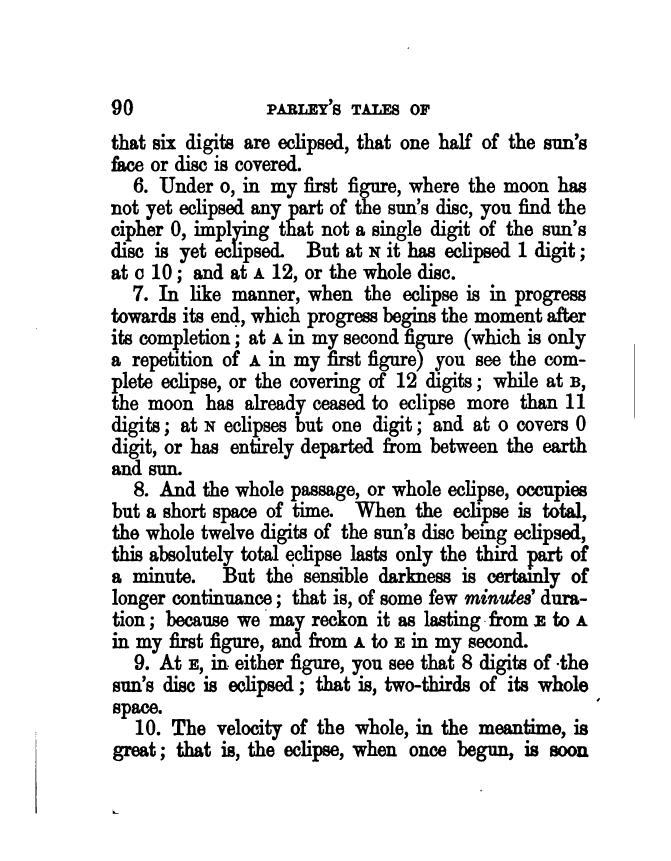 90 PARLEY'S TALES OF
that six digits are eclipsed, that one half of the sun's
face or disc is covered.
6. Under O, in my first figure, where the moon has
not yet eclipsed any part of the sun's disc, you find the
cipher 0, implying that not a single digit of the sun's
disc is yet eclipsed. But at N it has eclipsed 1 digit;
at C 10; and at A 12, or the whole disc.
7. In like manner, when the eclipse is in progress
towards its end, which progress begins the moment after
its completion; at A in my second figure (which is only
a repetition of A in my first figure) you see the com-
plete eclipse, or the covering of 12 digits; while at B,
the moon has already ceased to eclipse more than 11
digits; at N eclipses but one digit; and at O covers 0
digit, or has entirely departed from between the earth
and sun.
8. And the whole passage, or whole eclipse, occupies
but a short space of time. When the eclipse is total,
the whole twelve digits of the sun's disc being eclipsed,
this absolutely total eclipse lasts only the third part of
a minute. But the sensible darkness is certainly of
longer continuance; that is, of some few minutes' dura-
tion; because we may reckon it as lasting from E to A
in my first figure, and from A to E in my second.
9. At E, in either figure, you see that 8 digits of the
sun's disc is eclipsed; that is, two-thirds of its whole
space.
10. The velocity of the whole, in the meantime, is
great; that is, the eclipse, when once begun, is soon